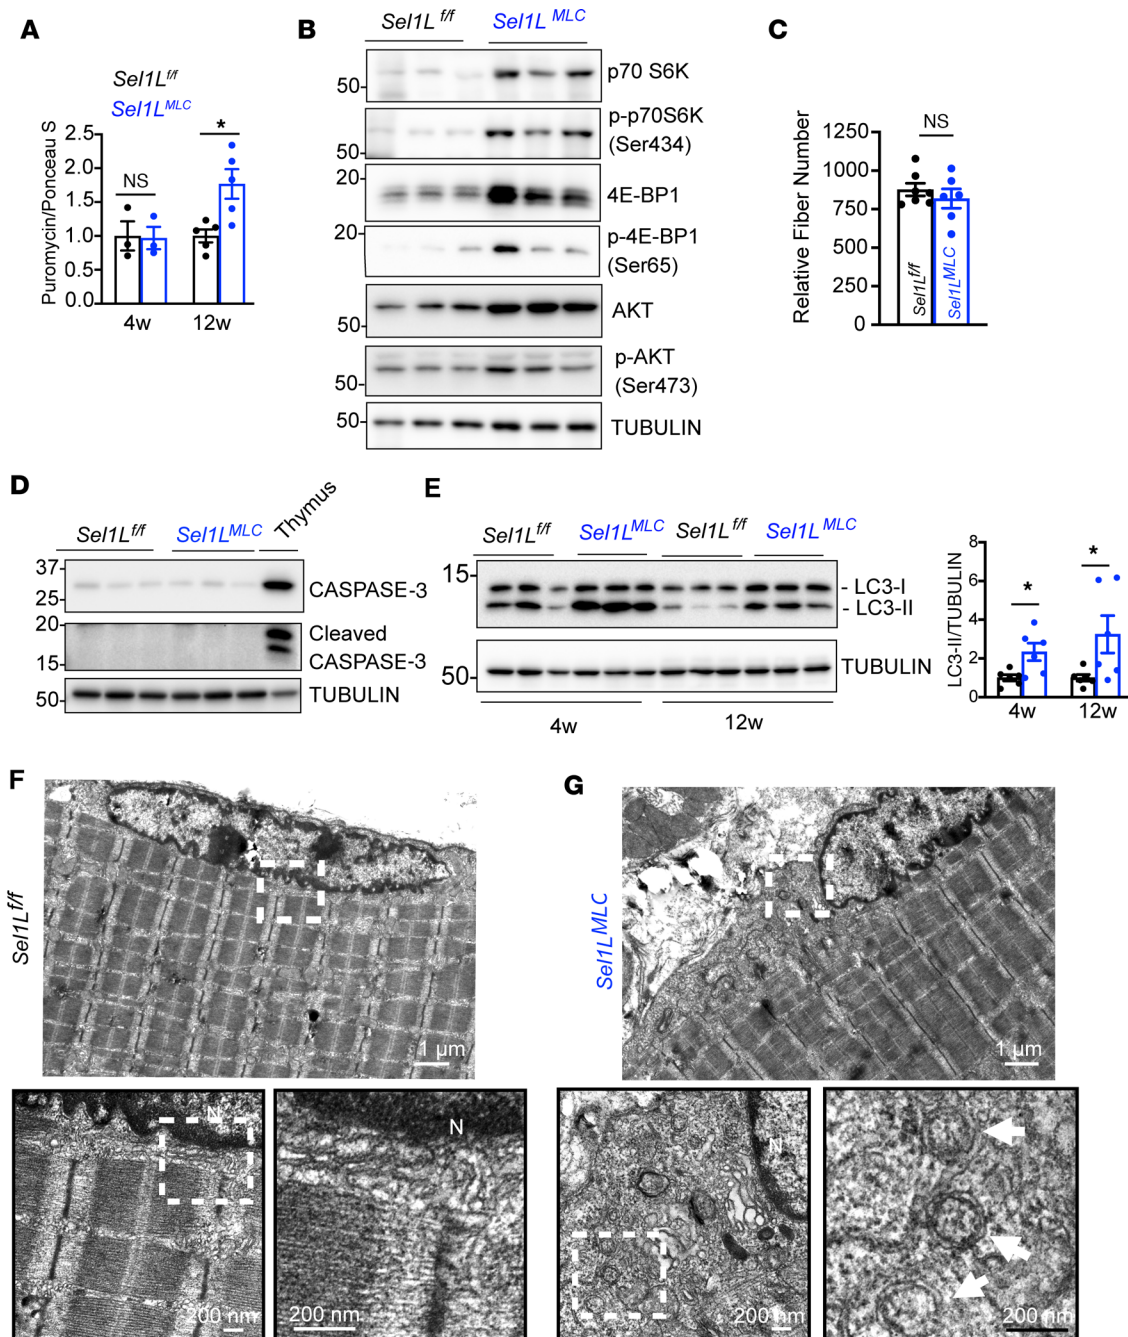 A
Sel1L f/f
Sel1L MLC
Puromycin/Ponceau S
2.5
2.0
1.5
1.0
0.5
0.0
NS
*
4w 12w
B
Sel1L f/f Sel1L MLC
50- p70 S6K
50- p-p70S6K
(Ser434)
20- 4E-BP1
20- p-4E-BP1
(Ser65)
50- AKT
50- p-AKT
(Ser473)
50- TUBULIN
C
Relative Fiber Number
1250
1000
750
500
250
0
NS
Sel1L f/f
Sel1L MLC
D
Sel1L f/f Sel1L MLC Thymus
37-
25-
CASPASE-3
20-
15-
Cleaved
CASPASE-3
50- TUBULIN
E
Sel1L f/f Sel1L MLC Sel1L f/f Sel1L MLC
15-
- LC3-I
- LC3-II
50- TUBULIN
4w 12w
LC3-II/TUBULIN
8
6
4
2
0
*
*
4w 12w
F
Sel1L f/f
1 µm
N
200 nm
N
200 nm
G
Sel1L MLC
1 µm
N
200 nm
200 nm